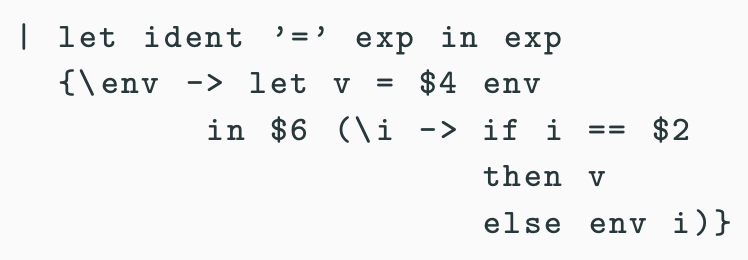 | let ident ’=’ exp in exp
{\env -> let v = $4 env
in $6 (\i -> if i == $2
then v
else env i)}